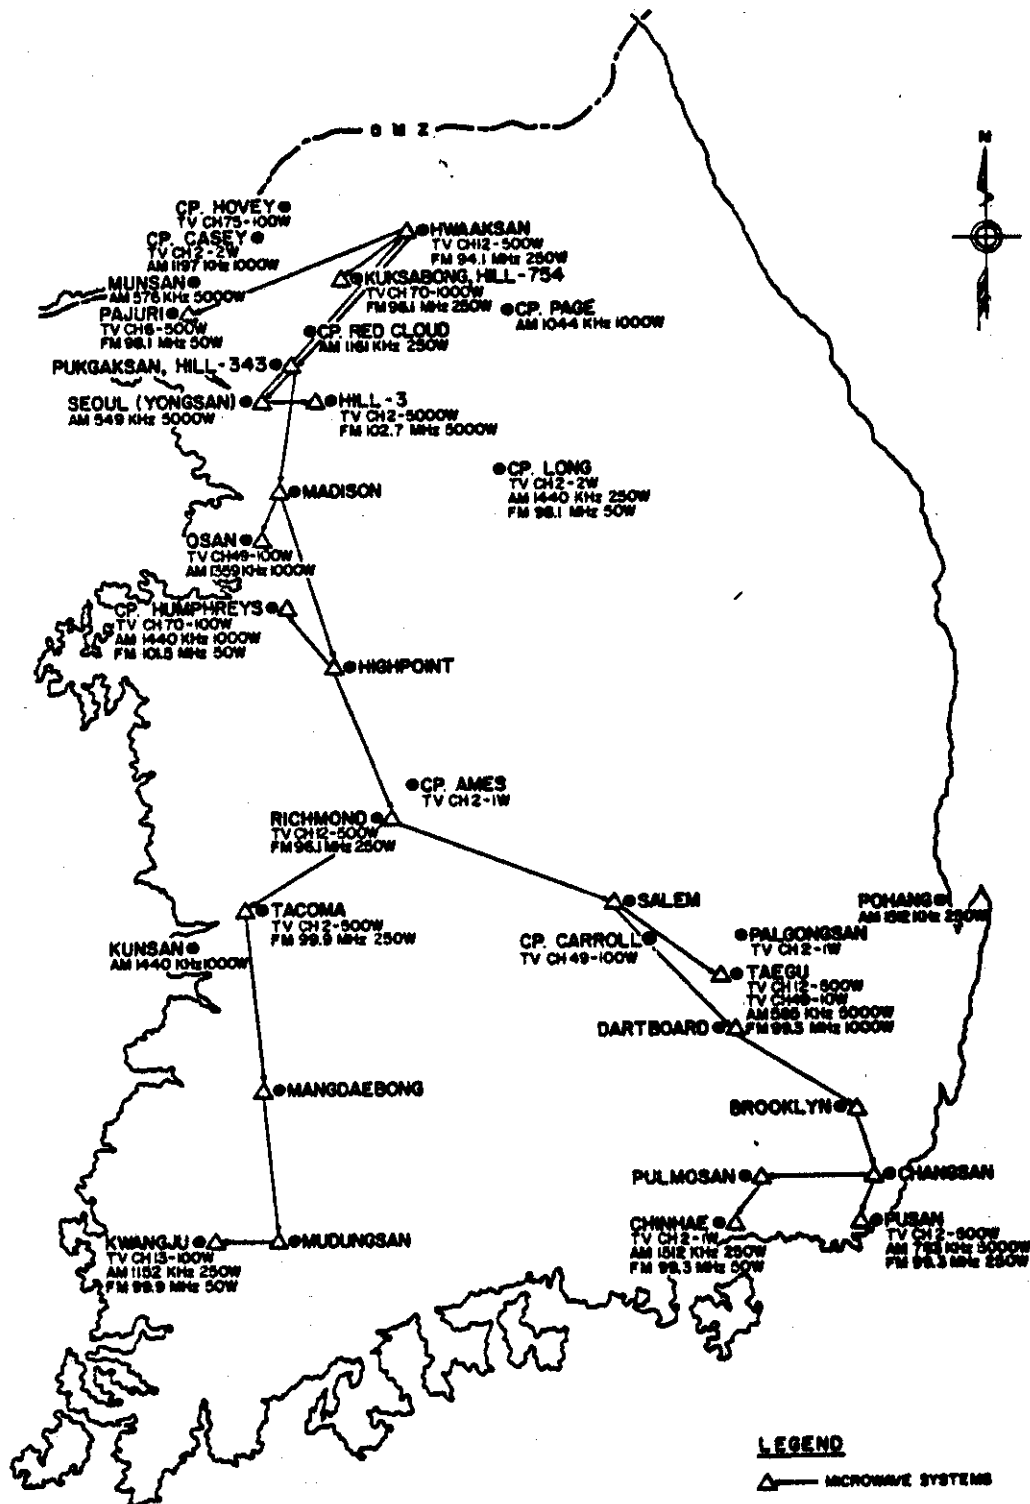 DMZ
N
CP. HOVEY
TV CH75-100W
CP. CASEY
TV CH2-2W
AM 1197 KHz 1000W
HWAAKSAN
TV CH12-500W
FM 94.1 MHz 250W
MUNSAN
AM 576 KHz 5000W
KUKSABONG, HILL-754
TV CH 70-1000W
FM 98.1 MHz 250W
PAJURI
TV CH6-500W
FM 98.1 MHz 50W
CP. PAGE
AM 1044 KHz 1000W
CP. RED CLOUD
AM 1161 KHz 250W
PUKGAKSAN, HILL-343
SEOUL (YONGSAN)
AM 549 KHz 5000W
HILL-3
TV CH2-5000W
FM 102.7 MHz 5000W
CP. LONG
TV CH 2-2W
AM 1440 KHz 250W
FM 98.1 MHz 50W
MADISON
OSAN
TV CH49-100W
AM 1359 KHz 1000W
CP. HUMPHREYS
TV CH 70-100W
AM 1440 KHz 1000W
FM 101.5 MHz 50W
HIGHPOINT
CP. AMES
TV CH 2-1W
RICHMOND
TV CH12-500W
FM 96.1 MHz 250W
SALEM
POHANG
AM 1512 KHz 250W
TACOMA
TV CH 2-500W
FM 99.9 MHz 250W
KUNSAN
AM 1440 KHz 1000W
CP. CARROLL
TV CH 49-100W
PALGONGSAN
TV CH 2-1W
TAEGU
TV CH 12-500W
TV CH48-10W
AM 585 KHz 5000W
FM 99.3 MHz 1000W
DARTBOARD
MANGDAEBONG
BROOKLYN
PULMOSAN
CHANGSAN
CHINHAE
TV CH 2-1W
AM 1512 KHz 250W
FM 99.3 MHz 50W
PUSAN
TV CH 2-500W
AM KHz 5000W
FM 99.3 MHz 250W
KWANGJU
TV CH13-100W
AM 1152 KHz 250W
FM 99.9 MHz 50W
MUDUNGSAN
LEGEND
MICROWAVE SYSTEMS